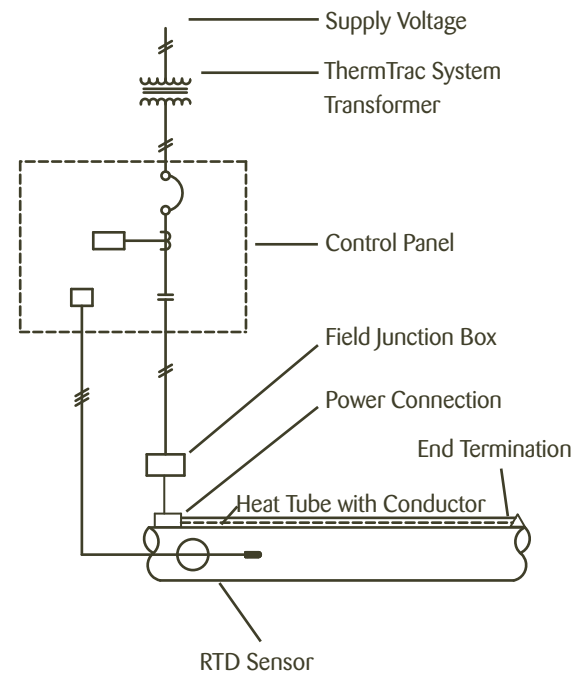 Supply Voltage
ThermTrac System
Transformer
Control Panel
Field Junction Box
Power Connection
End Termination
Heat Tube with Conductor
RTD Sensor